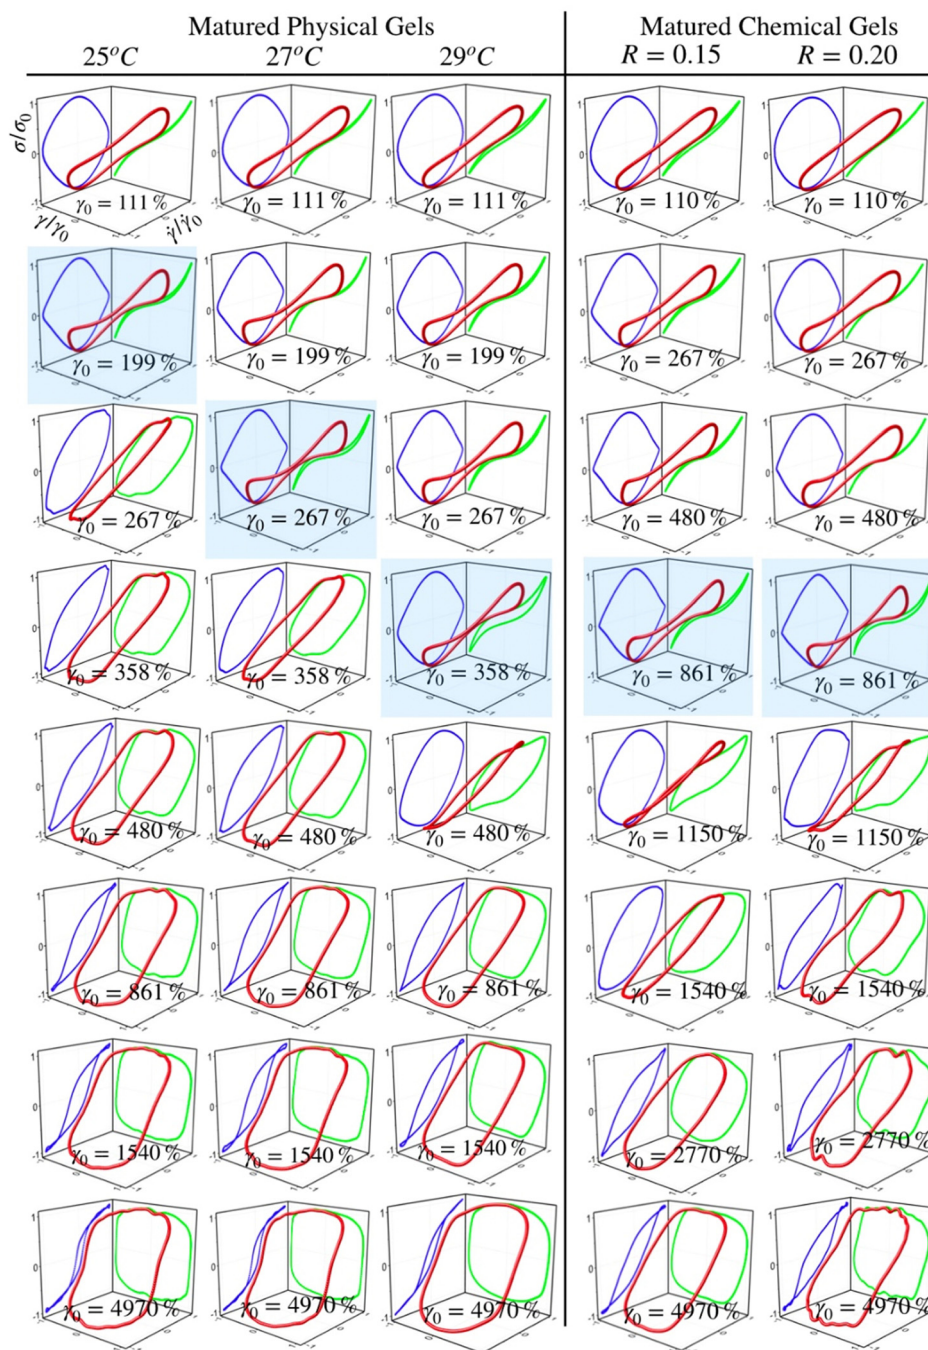 Matured Physical Gels Matured Chemical Gels
25°C 27°C 29°C R = 0.15 R = 0.20
σ/σ₀
1
0
-1
γ/γ₀ γ̇/γ̇₀
γ₀ = 111 % γ₀ = 111 % γ₀ = 111 % γ₀ = 110 % γ₀ = 110 %
γ₀ = 199 % γ₀ = 199 % γ₀ = 199 % γ₀ = 267 % γ₀ = 267 %
γ₀ = 267 % γ₀ = 267 % γ₀ = 267 % γ₀ = 480 % γ₀ = 480 %
γ₀ = 358 % γ₀ = 358 % γ₀ = 358 % γ₀ = 861 % γ₀ = 861 %
γ₀ = 480 % γ₀ = 480 % γ₀ = 480 % γ₀ = 1150 % γ₀ = 1150 %
γ₀ = 861 % γ₀ = 861 % γ₀ = 861 % γ₀ = 1540 % γ₀ = 1540 %
γ₀ = 1540 % γ₀ = 1540 % γ₀ = 1540 % γ₀ = 2770 % γ₀ = 2770 %
γ₀ = 4970 % γ₀ = 4970 % γ₀ = 4970 % γ₀ = 4970 % γ₀ = 4970 %